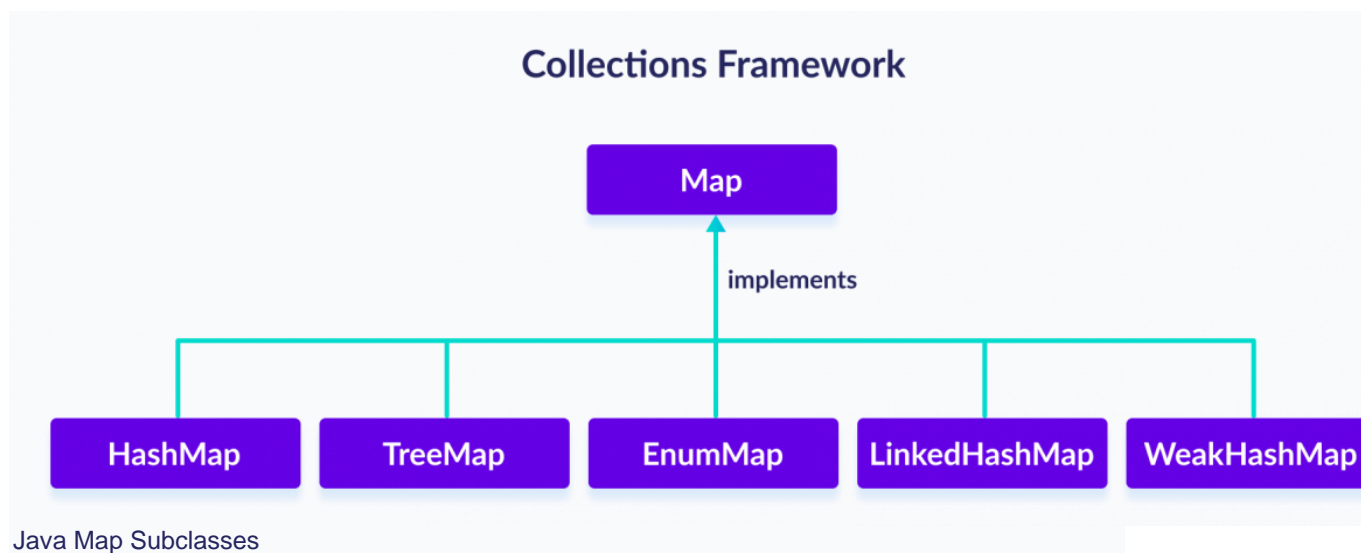 Collections Framework
Map
implements
HashMap TreeMap EnumMap LinkedHashMap WeakHashMap
Java Map Subclasses